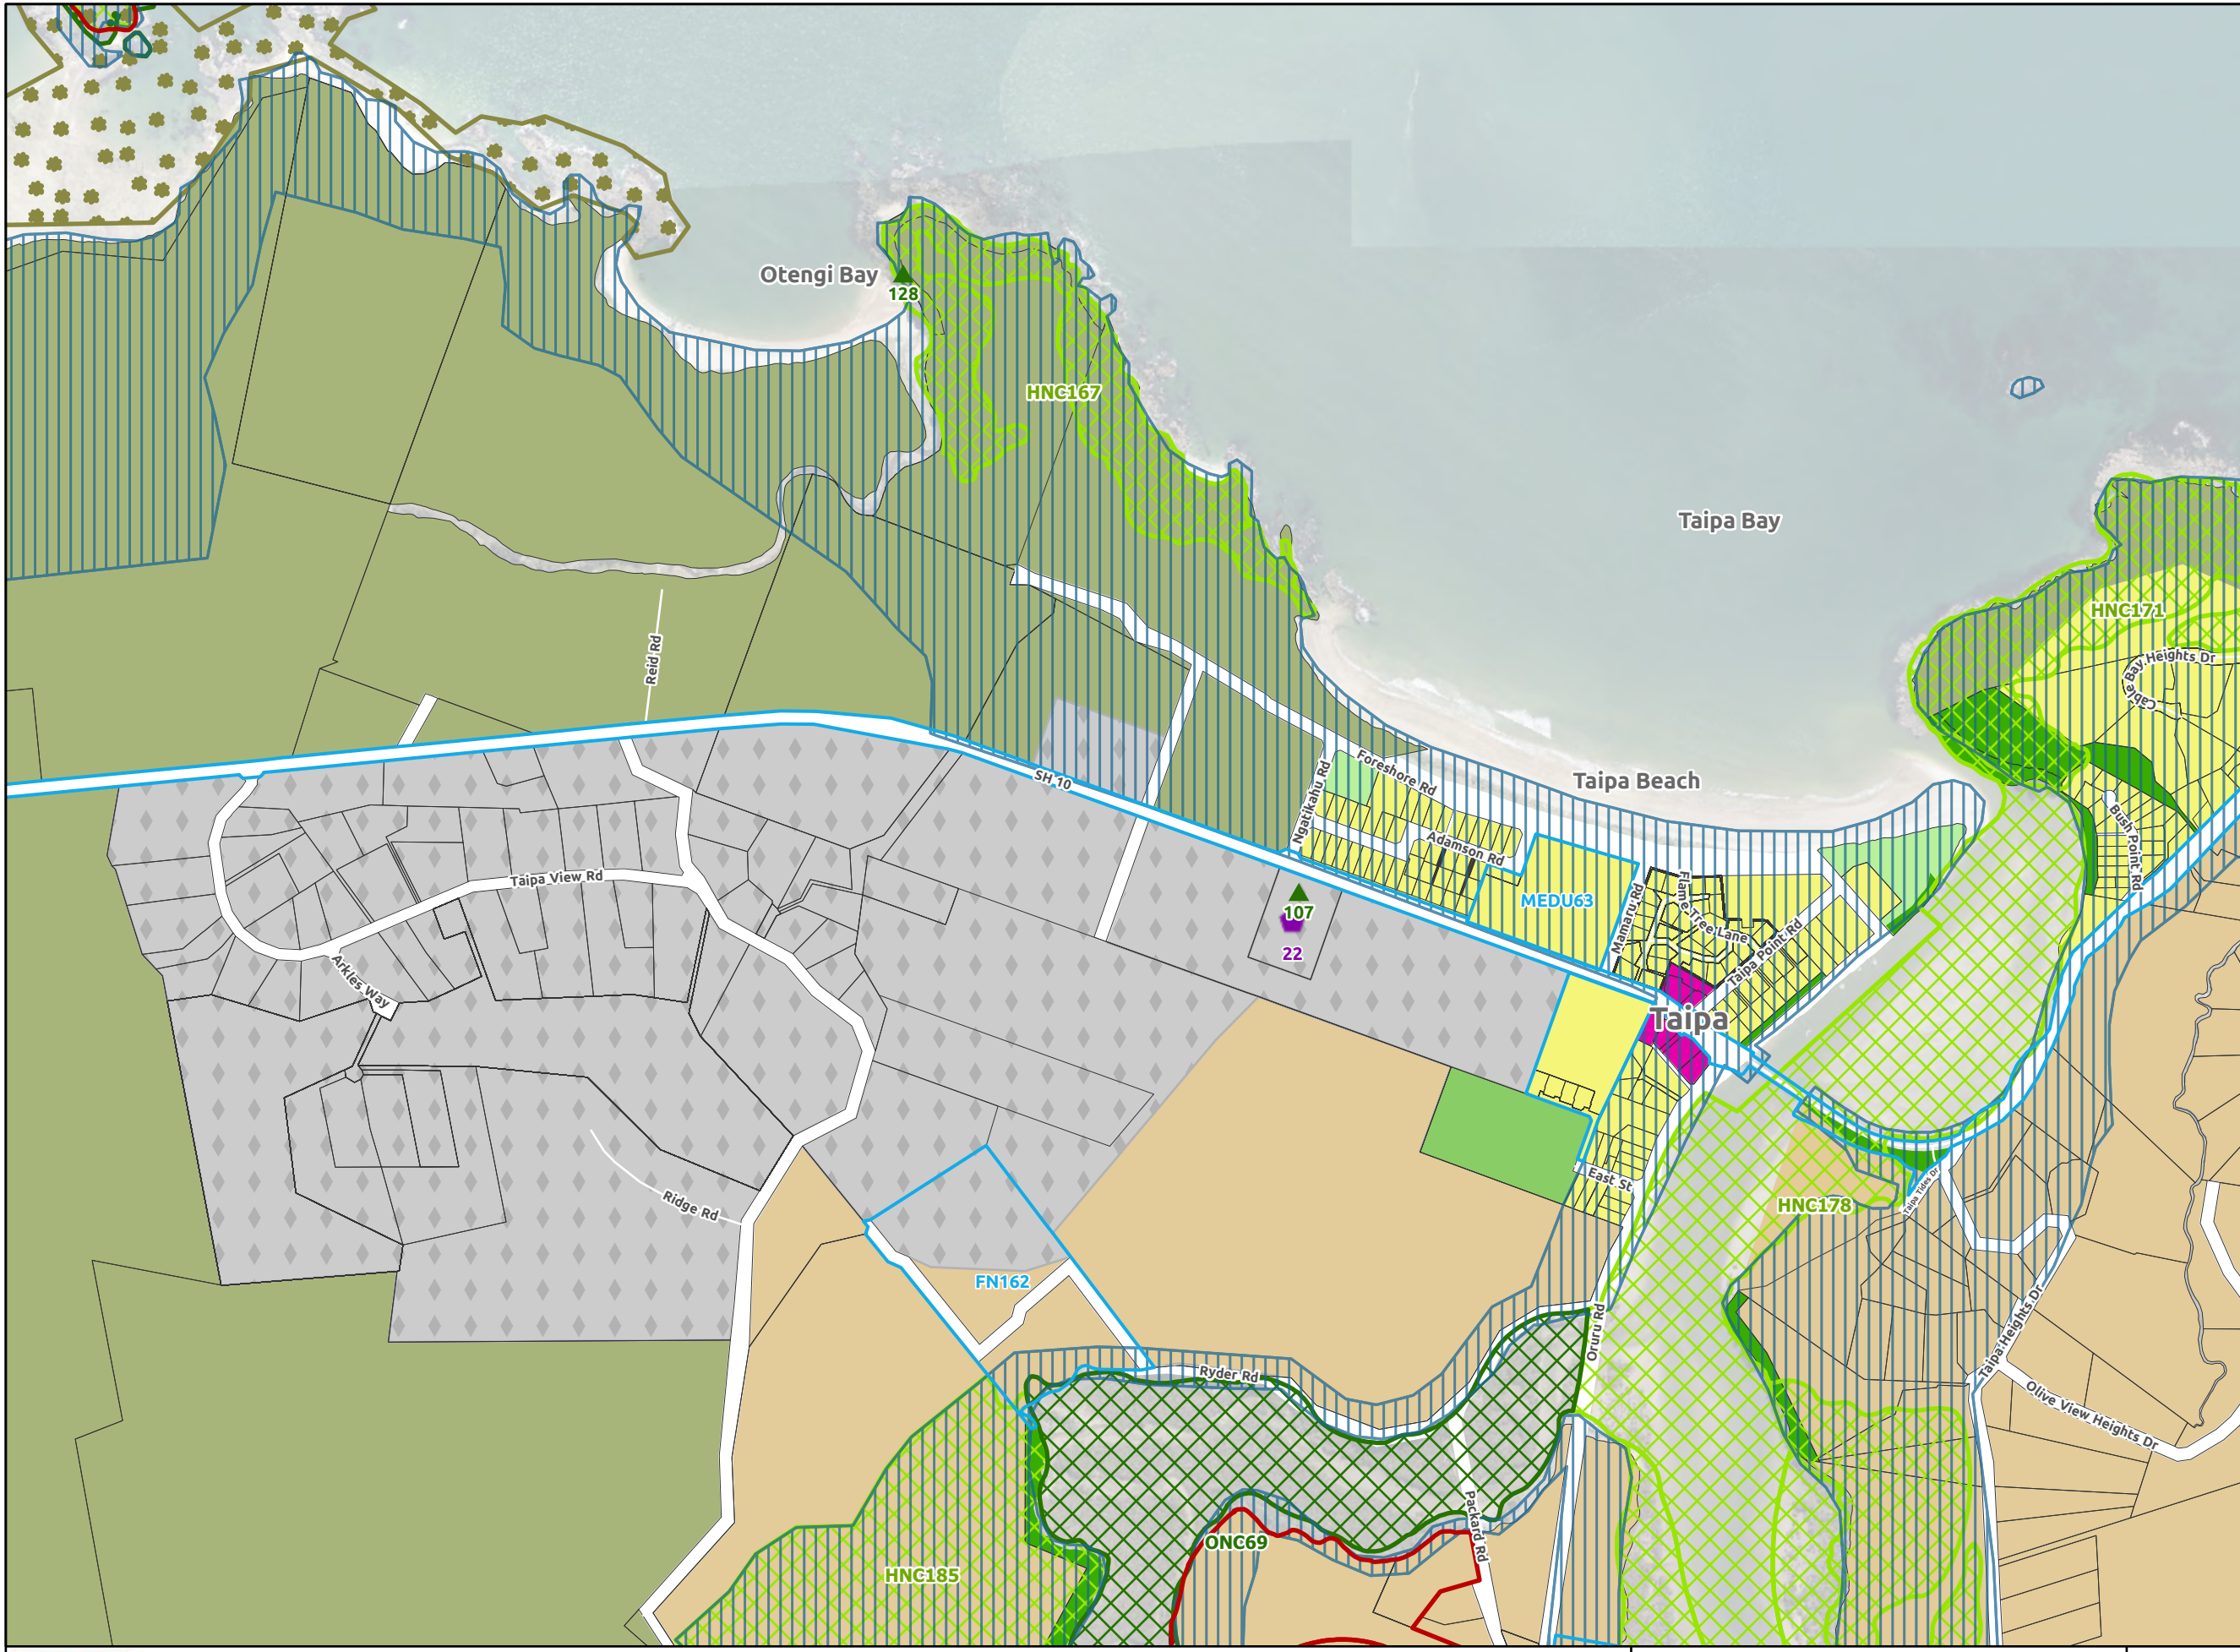 Otengi Bay
128
HNC167
Taipa Bay
HNC171
Bay Heights Dr
Cable
Reid Rd
SH 10
Foreshore Rd
Taipa Beach
Ngatikahu Rd
Adamson Rd
Bush Point Rd
Taipa View Rd
MEDU63
107
22
Mamaru Rd
Flame Tree Lane
Taipa Point Rd
Arkles Way
Taipa
East St
Taipa Tides Dr
HNC178
Ridge Rd
FN162
Oruru Rd
Taipa Heights Dr
Ryder Rd
Olive View Heights Dr
Packard Rd
ONC69
HNC185